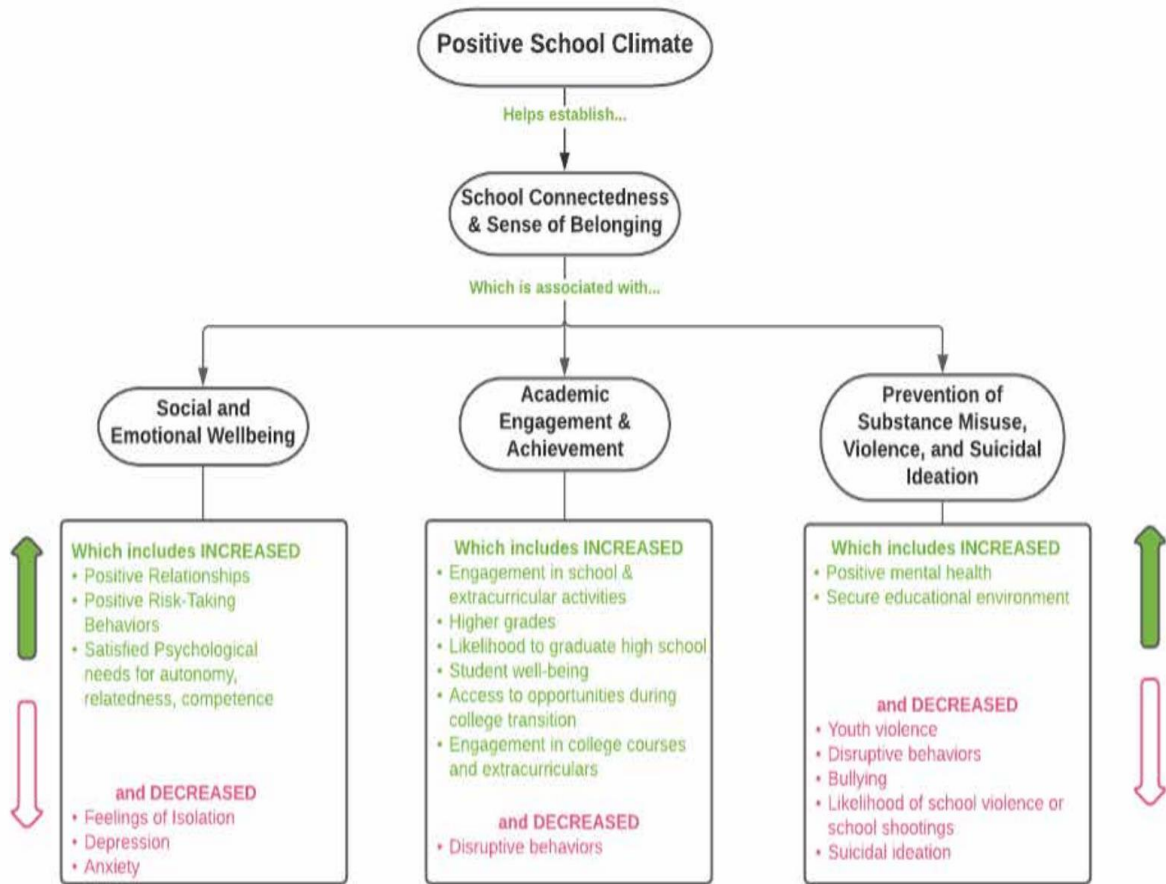 Positive School Climate
Helps establish...
School Connectedness
& Sense of Belonging
Which is associated with...
Social and
Emotional Wellbeing
Which includes INCREASED
• Positive Relationships
• Positive Risk-Taking
Behaviors
• Satisfied Psychological
needs for autonomy,
relatedness, competence
and DECREASED
• Feelings of Isolation
• Depression
• Anxiety
Academic
Engagement &
Achievement
Which includes INCREASED
• Engagement in school &
extracurricular activities
• Higher grades
• Likelihood to graduate high school
• Student well-being
• Access to opportunities during
college transition
• Engagement in college courses
and extracurriculars
and DECREASED
• Disruptive behaviors
Prevention of
Substance Misuse,
Violence, and Suicidal
Ideation
Which includes INCREASED
• Positive mental health
• Secure educational environment
and DECREASED
• Youth violence
• Disruptive behaviors
• Bullying
• Likelihood of school violence or
school shootings
• Suicidal ideation